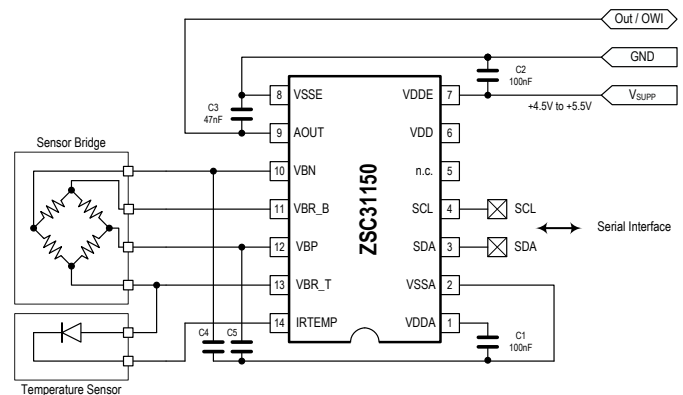 Out / OWI
GND
C2
100nF
VSUPP
+4.5V to +5.5V
C3
47nF
8 VSSE VDDE 7
9 AOUT VDD 6
10 VBN n.c. 5
11 VBR_B SCL 4 SCL
12 VBP SDA 3 SDA
13 VBR_T VSSA 2
14 IRTEMP VDDA 1
ZSC31150
Serial Interface
Sensor Bridge
C4 C5
C1
100nF
Temperature Sensor